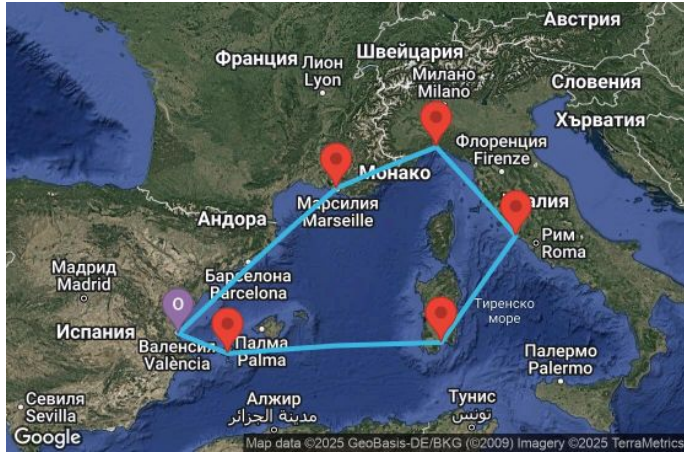 Австрия
Франция
Лион
Lyon
Швейцария
Милано
Milano
Словения
Хърватия
Флоренция
Firenze
Монако
Марсилия
Marseille
алия
Андора
Рим
Roma
Барселона
Barcelona
Мадрид
Madrid
O
Тиренско
море
Испания
Валенсия
València
Палма
Palma
Палермо
Palermo
Севиля
Sevilla
Алжир
مدينة الجزائر
Тунис
تونس
Google
Map data ©2025 GeoBasis-DE/BKG (©2009) Imagery ©2025 TerraMetrics